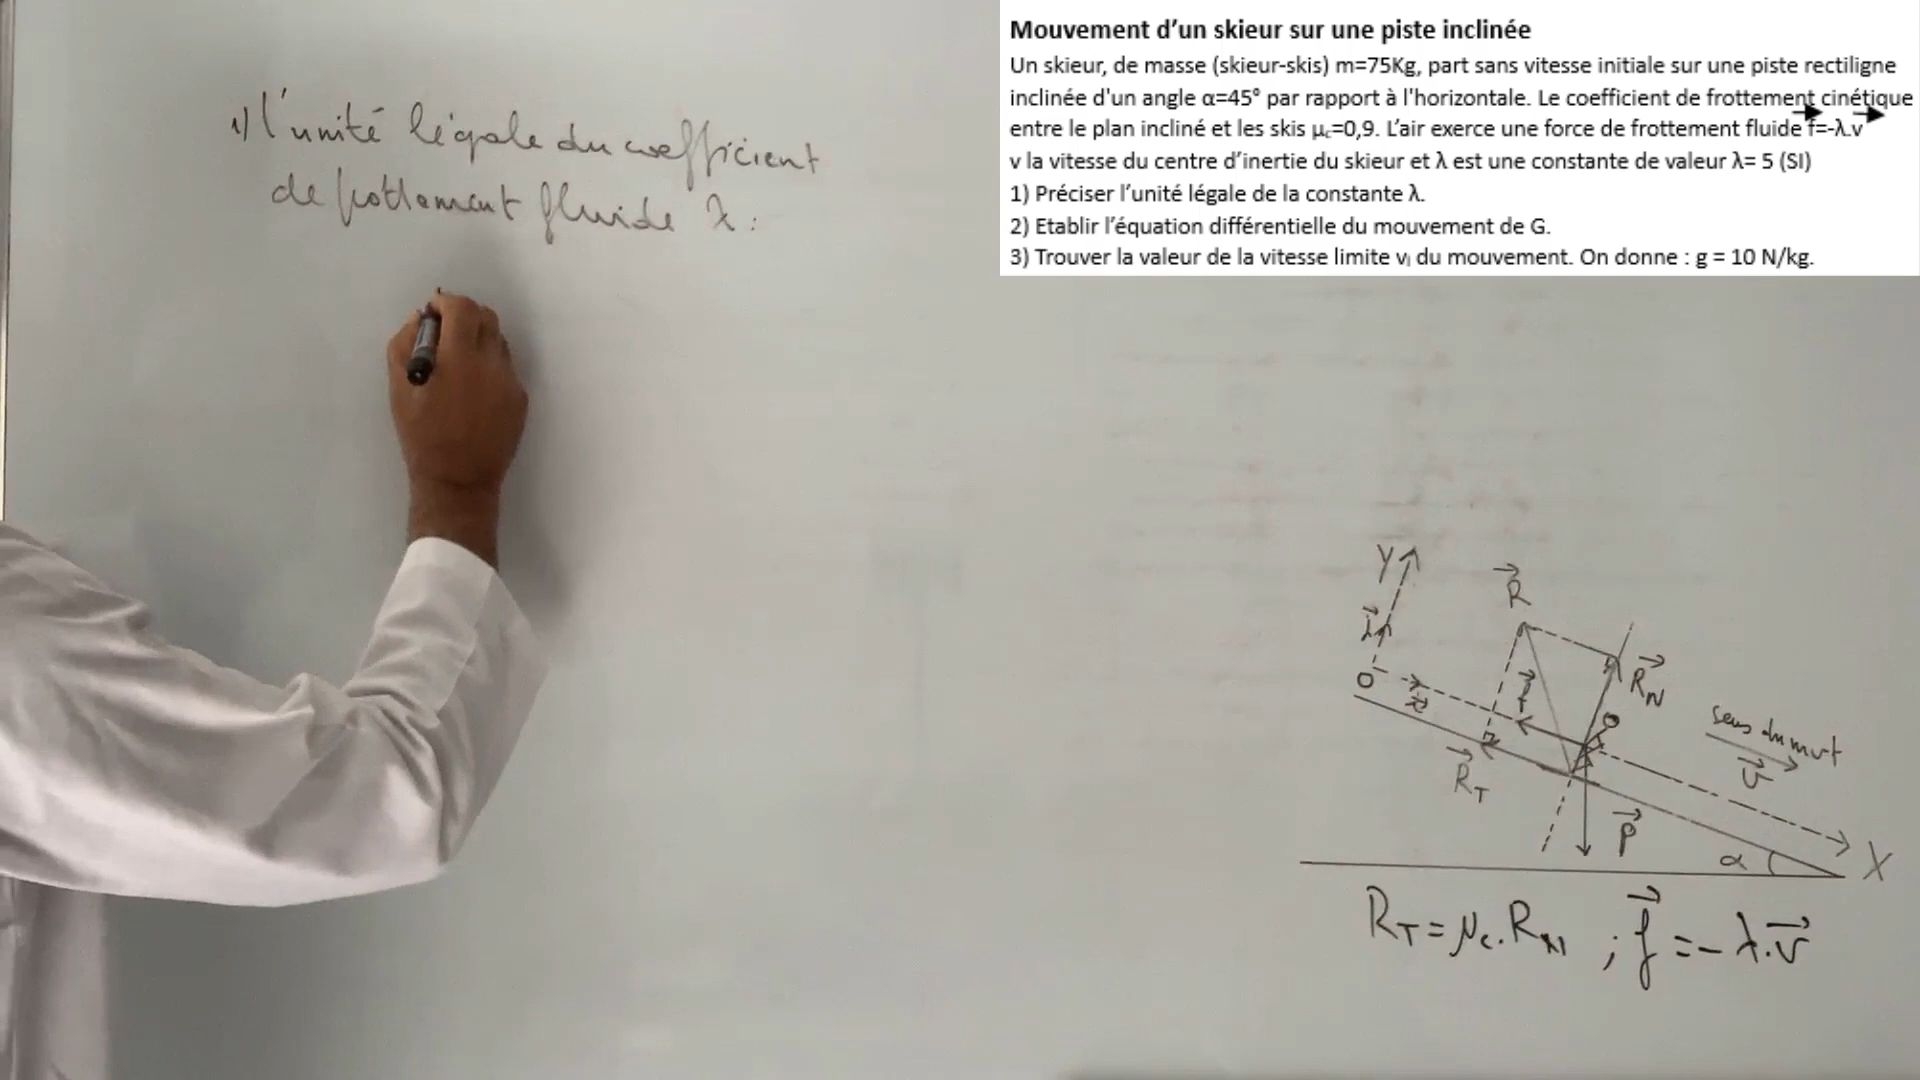 Mouvement d’un skieur sur une piste inclinée
Un skieur, de masse (skieur-skis) m=75Kg, part sans vitesse initiale sur une piste rectiligne
inclinée d'un angle α=45° par rapport à l'horizontale. Le coefficient de frottement cinétique
entre le plan incliné et les skis μc=0,9. L’air exerce une force de frottement fluide f=-λ.v
v la vitesse du centre d’inertie du skieur et λ est une constante de valeur λ= 5 (SI)
1) Préciser l’unité légale de la constante λ.
2) Etablir l’équation différentielle du mouvement de G.
3) Trouver la valeur de la vitesse limite vl du mouvement. On donne : g = 10 N/kg.
1) l'unité légale du coefficient
de frottement fluide λ :
Y
R
j
O
i
f
RN
sens du mvt
v
RT
P
α
X
RT = μc.RN ; f = -λ.v